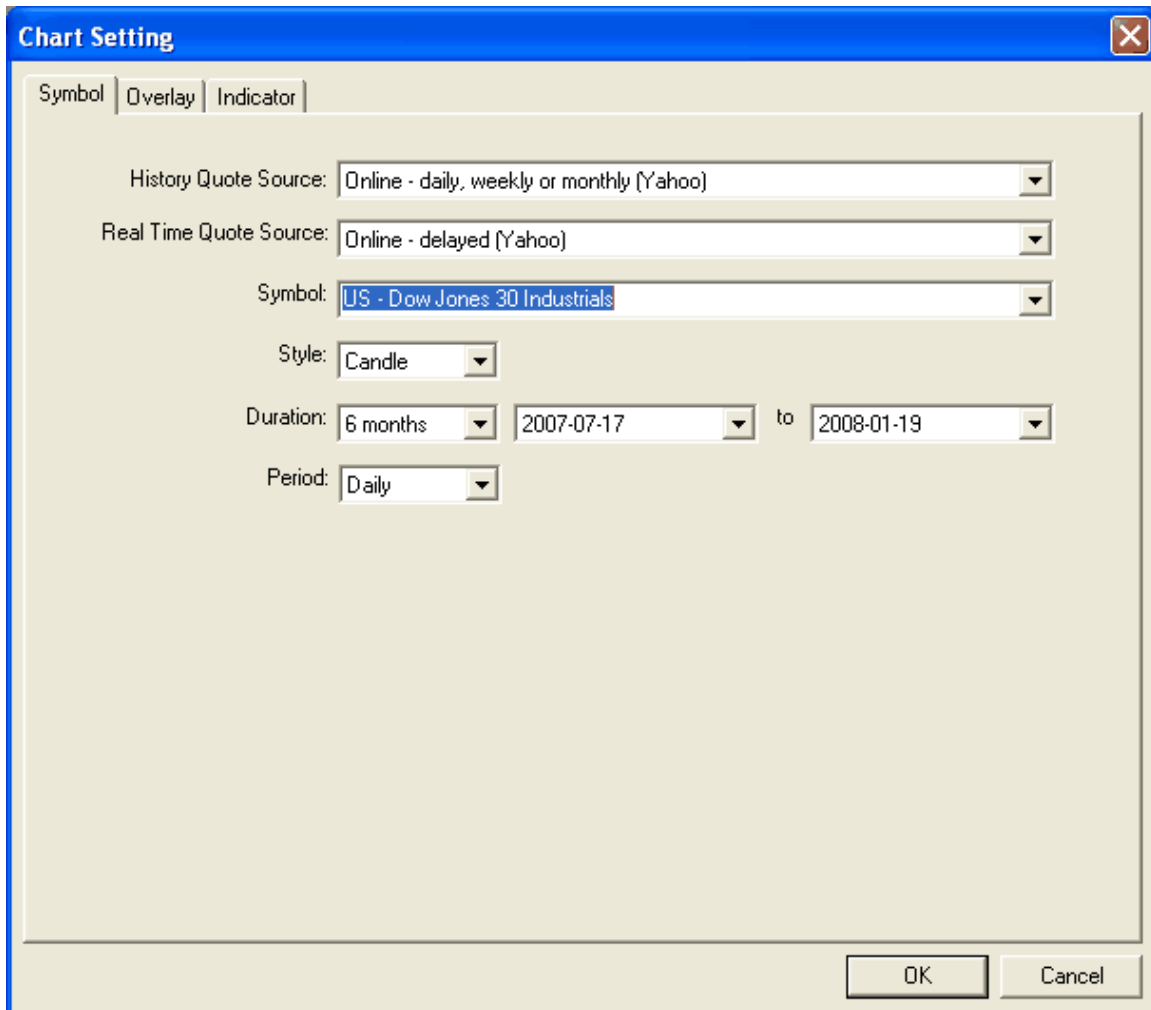 Chart Setting
Symbol Overlay Indicator
History Quote Source: Online - daily, weekly or monthly (Yahoo)
Real Time Quote Source: Online - delayed (Yahoo)
Symbol: US - Dow Jones 30 Industrials
Style: Candle
Duration: 6 months 2007-07-17 to 2008-01-19
Period: Daily
OK Cancel